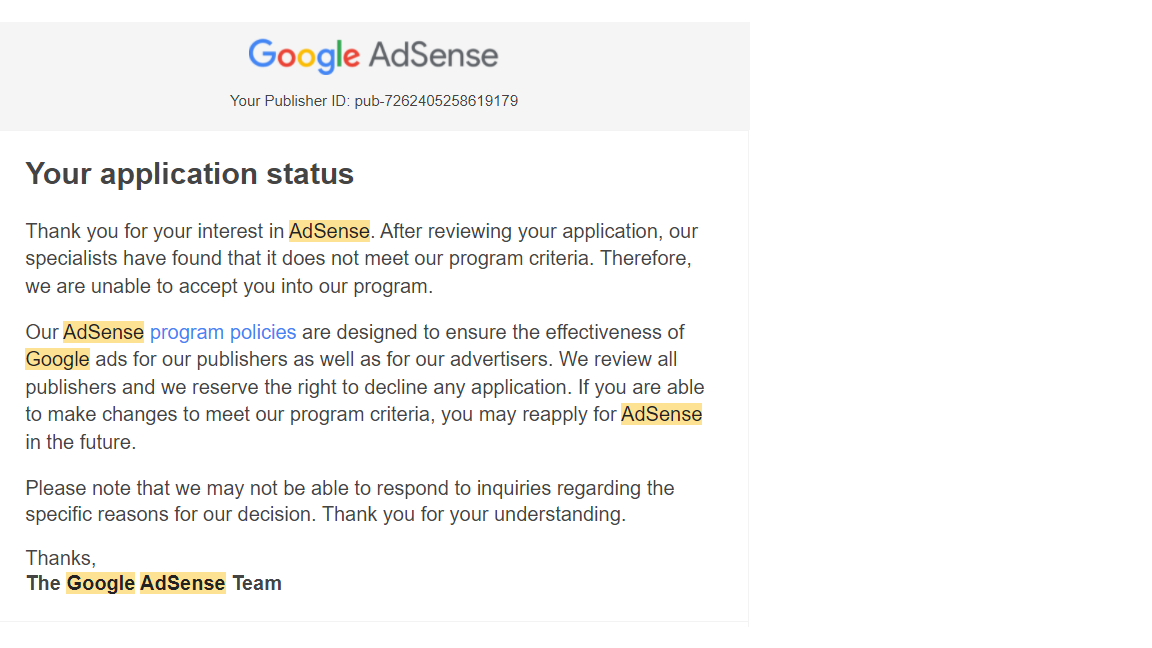 Google AdSense
Your Publisher ID: pub-7262405258619179
Your application status
Thank you for your interest in AdSense. After reviewing your application, our
specialists have found that it does not meet our program criteria. Therefore,
we are unable to accept you into our program.
Our AdSense program policies are designed to ensure the effectiveness of
Google ads for our publishers as well as for our advertisers. We review all
publishers and we reserve the right to decline any application. If you are able
to make changes to meet our program criteria, you may reapply for AdSense
in the future.
Please note that we may not be able to respond to inquiries regarding the
specific reasons for our decision. Thank you for your understanding.
Thanks,
The Google AdSense Team